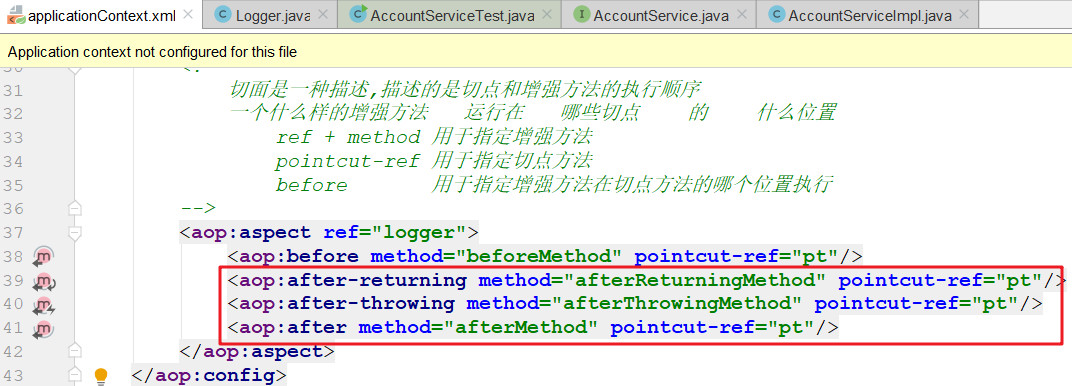 applicationContext.xml Logger.java AccountServiceTest.java AccountService.java AccountServiceImpl.java
Application context not configured for this file
31 切面是一种描述,描述的是切点和增强方法的执行顺序
32 一个什么样的增强方法 运行在 哪些切点 的 什么位置
33 ref + method 用于指定增强方法
34 pointcut-ref 用于指定切点方法
35 before 用于指定增强方法在切点方法的哪个位置执行
36 -->
37 <aop:aspect ref="logger">
38 <aop:before method="beforeMethod" pointcut-ref="pt"/>
39 <aop:after-returning method="afterReturningMethod" pointcut-ref="pt"/>
40 <aop:after-throwing method="afterThrowingMethod" pointcut-ref="pt"/>
41 <aop:after method="afterMethod" pointcut-ref="pt"/>
42 </aop:aspect>
43 </aop:config>